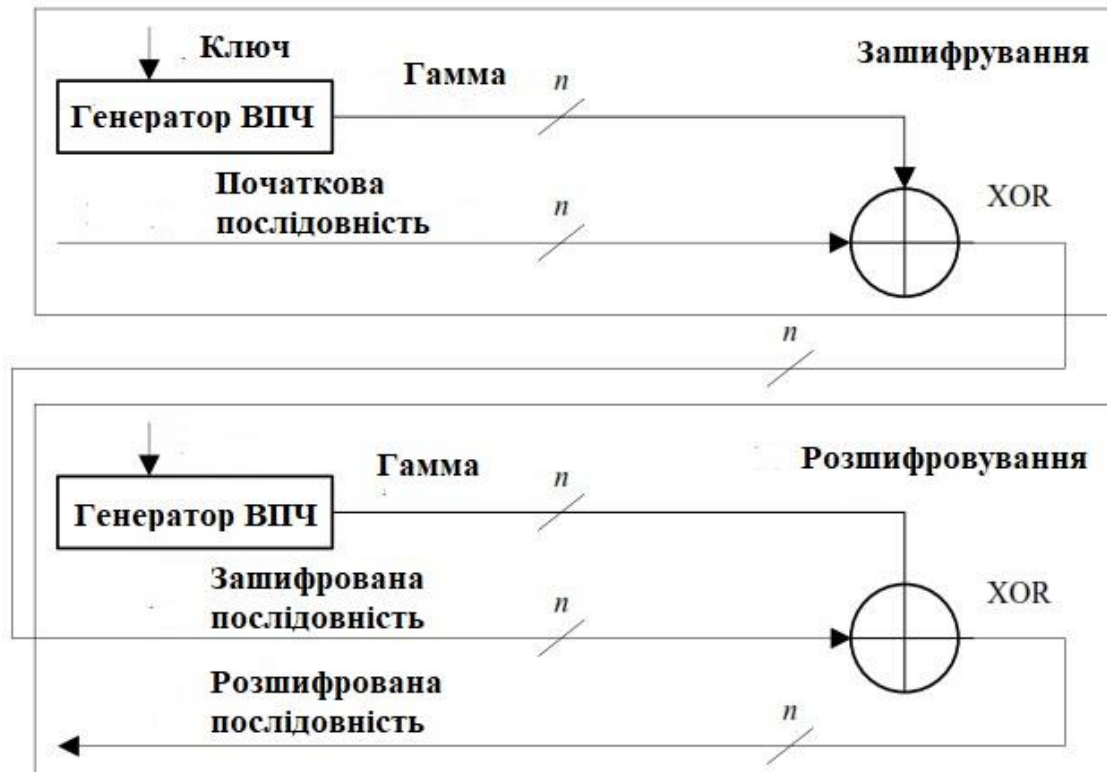 Ключ
Зашифрування
Гамма
n
Генератор ВПЧ
Початкова
послідовність
n
XOR
n
Гамма
n
Розшифровування
Генератор ВПЧ
Зашифрована
послідовність
n
XOR
Розшифрована
послідовність
n